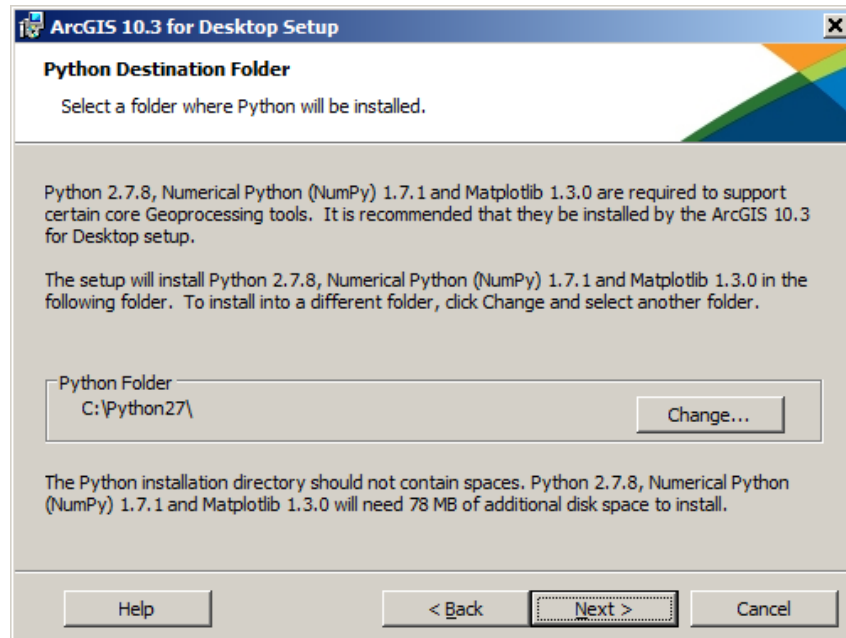 ArcGIS 10.3 for Desktop Setup
Python Destination Folder
Select a folder where Python will be installed.
Python 2.7.8, Numerical Python (NumPy) 1.7.1 and Matplotlib 1.3.0 are required to support
certain core Geoprocessing tools.  It is recommended that they be installed by the ArcGIS 10.3
for Desktop setup.
The setup will install Python 2.7.8, Numerical Python (NumPy) 1.7.1 and Matplotlib 1.3.0 in the
following folder.  To install into a different folder, click Change and select another folder.
Python Folder
C:\Python27\
Change...
The Python installation directory should not contain spaces. Python 2.7.8, Numerical Python
(NumPy) 1.7.1 and Matplotlib 1.3.0 will need 78 MB of additional disk space to install.
Help
< Back
Next >
Cancel